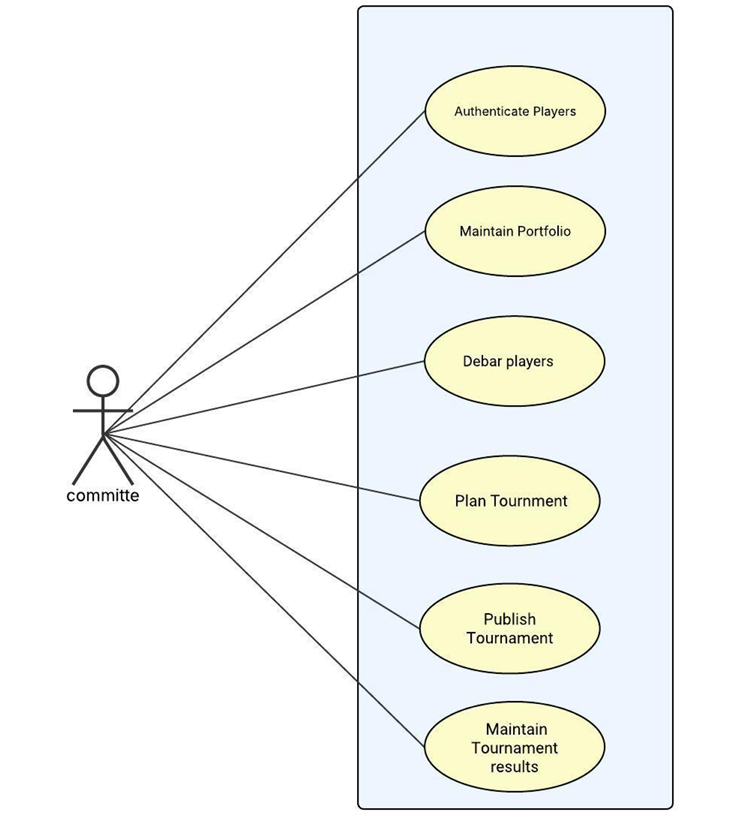 Authenticate Players
Maintain Portfolio
Debar players
committe
Plan Tournment
Publish
Tournament
Maintain
Tournament
results